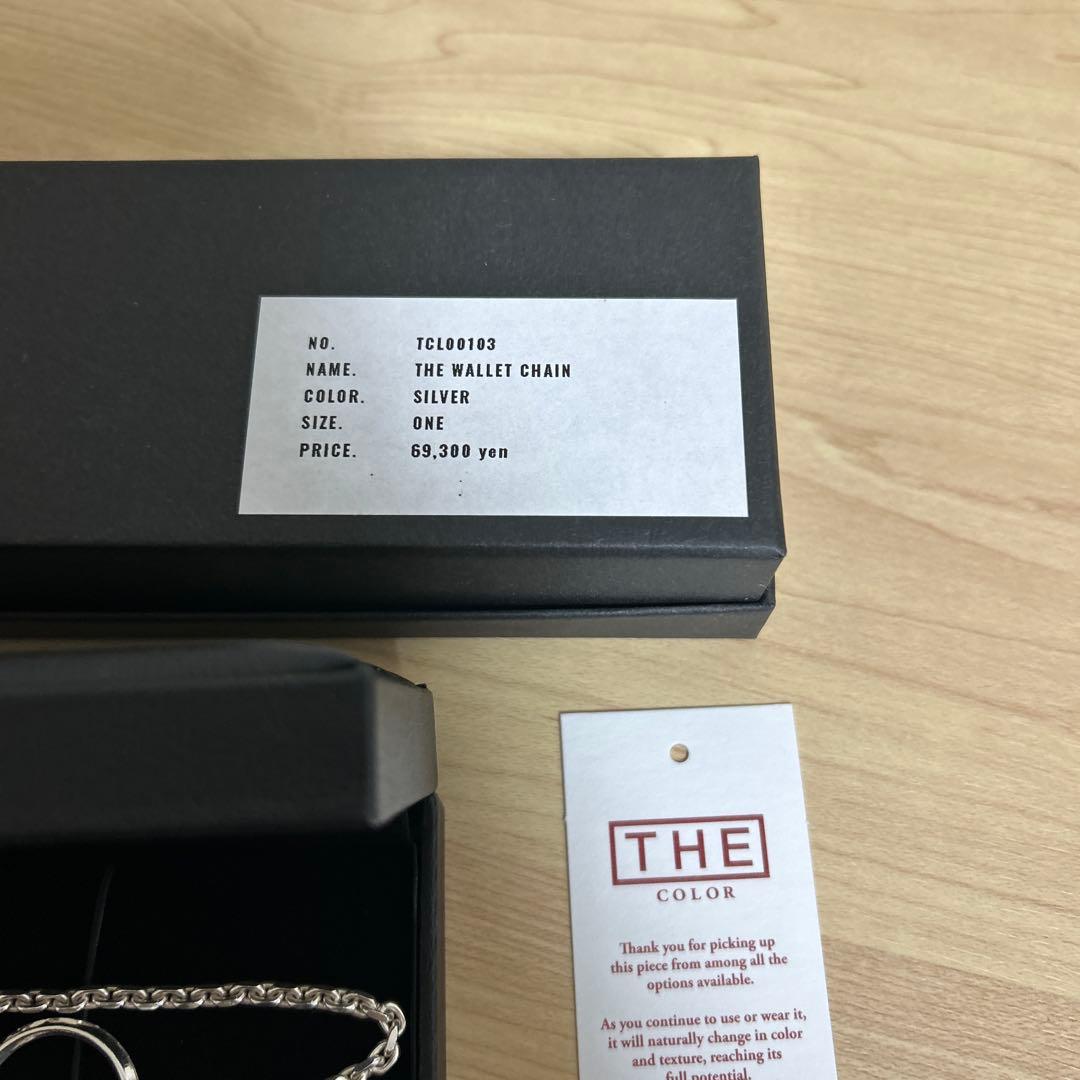 NO. TCL00103
NAME. THE WALLET CHAIN
COLOR. SILVER
SIZE. ONE
PRICE. 69,300 yen
THE
COLOR
Thank you for picking up
this piece from among all the
options available.
As you continue to use or wear it,
it will naturally change in color
and texture, reaching its
full potential.